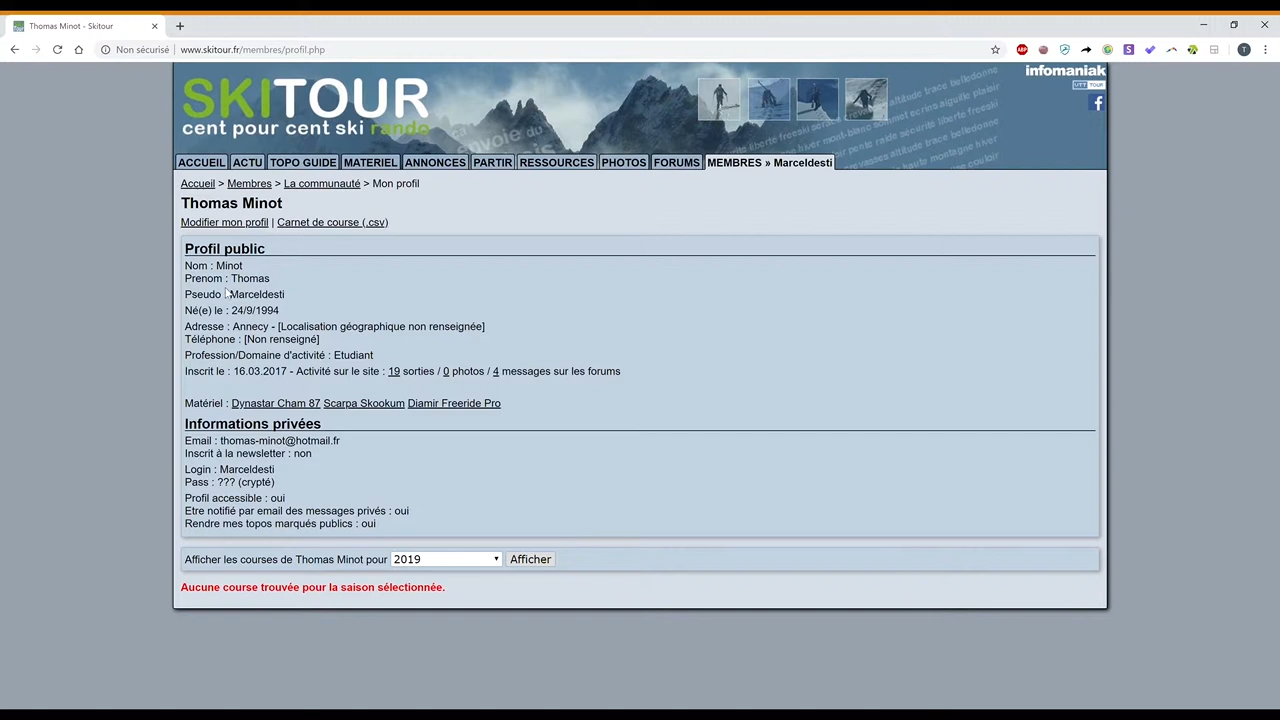 Thomas Minot - Skitour
Non sécurisé | www.skitour.fr/membres/profil.php
ABP
S
T
SKITOUR
cent pour cent ski rando
infomaniak
ACCUEIL ACTU TOPO GUIDE MATERIEL ANNONCES PARTIR RESSOURCES PHOTOS FORUMS MEMBRES » Marceldesti
Accueil > Membres > La communauté > Mon profil
Thomas Minot
Modifier mon profil | Carnet de course (.csv)
Profil public
Nom : Minot
Prenom : Thomas
Pseudo : Marceldesti
Né(e) le : 24/9/1994
Adresse : Annecy - [Localisation géographique non renseignée]
Téléphone : [Non renseigné]
Profession/Domaine d'activité : Etudiant
Inscrit le : 16.03.2017 - Activité sur le site : 19 sorties / 0 photos / 4 messages sur les forums
Matériel : Dynastar Cham 87 Scarpa Skookum Diamir Freeride Pro
Informations privées
Email : thomas-minot@hotmail.fr
Inscrit à la newsletter : non
Login : Marceldesti
Pass : ??? (crypté)
Profil accessible : oui
Etre notifié par email des messages privés : oui
Rendre mes topos marqués publics : oui
Afficher les courses de Thomas Minot pour 2019 Afficher
Aucune course trouvée pour la saison sélectionnée.